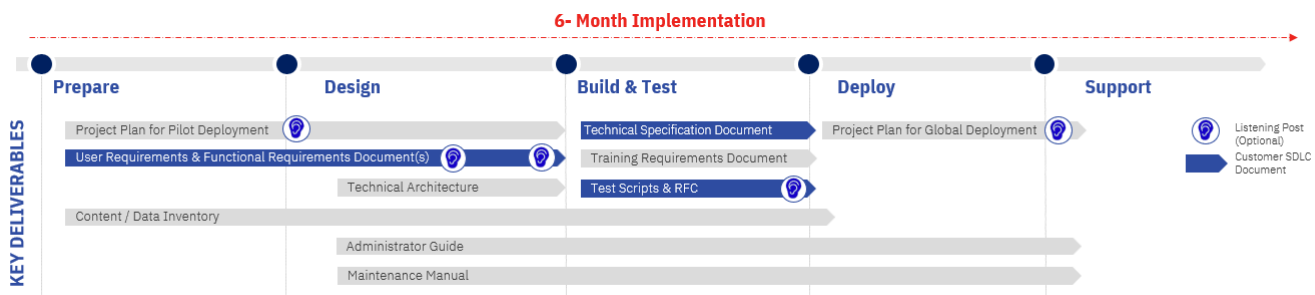 6- Month Implementation
Prepare
Design
Build & Test
Deploy
Support
KEY DELIVERABLES
Project Plan for Pilot Deployment
Technical Specification Document
Project Plan for Global Deployment
User Requirements & Functional Requirements Document(s)
Training Requirements Document
Technical Architecture
Test Scripts & RFC
Content / Data Inventory
Administrator Guide
Maintenance Manual
Listening Post
(Optional)
Customer SDLC
Document